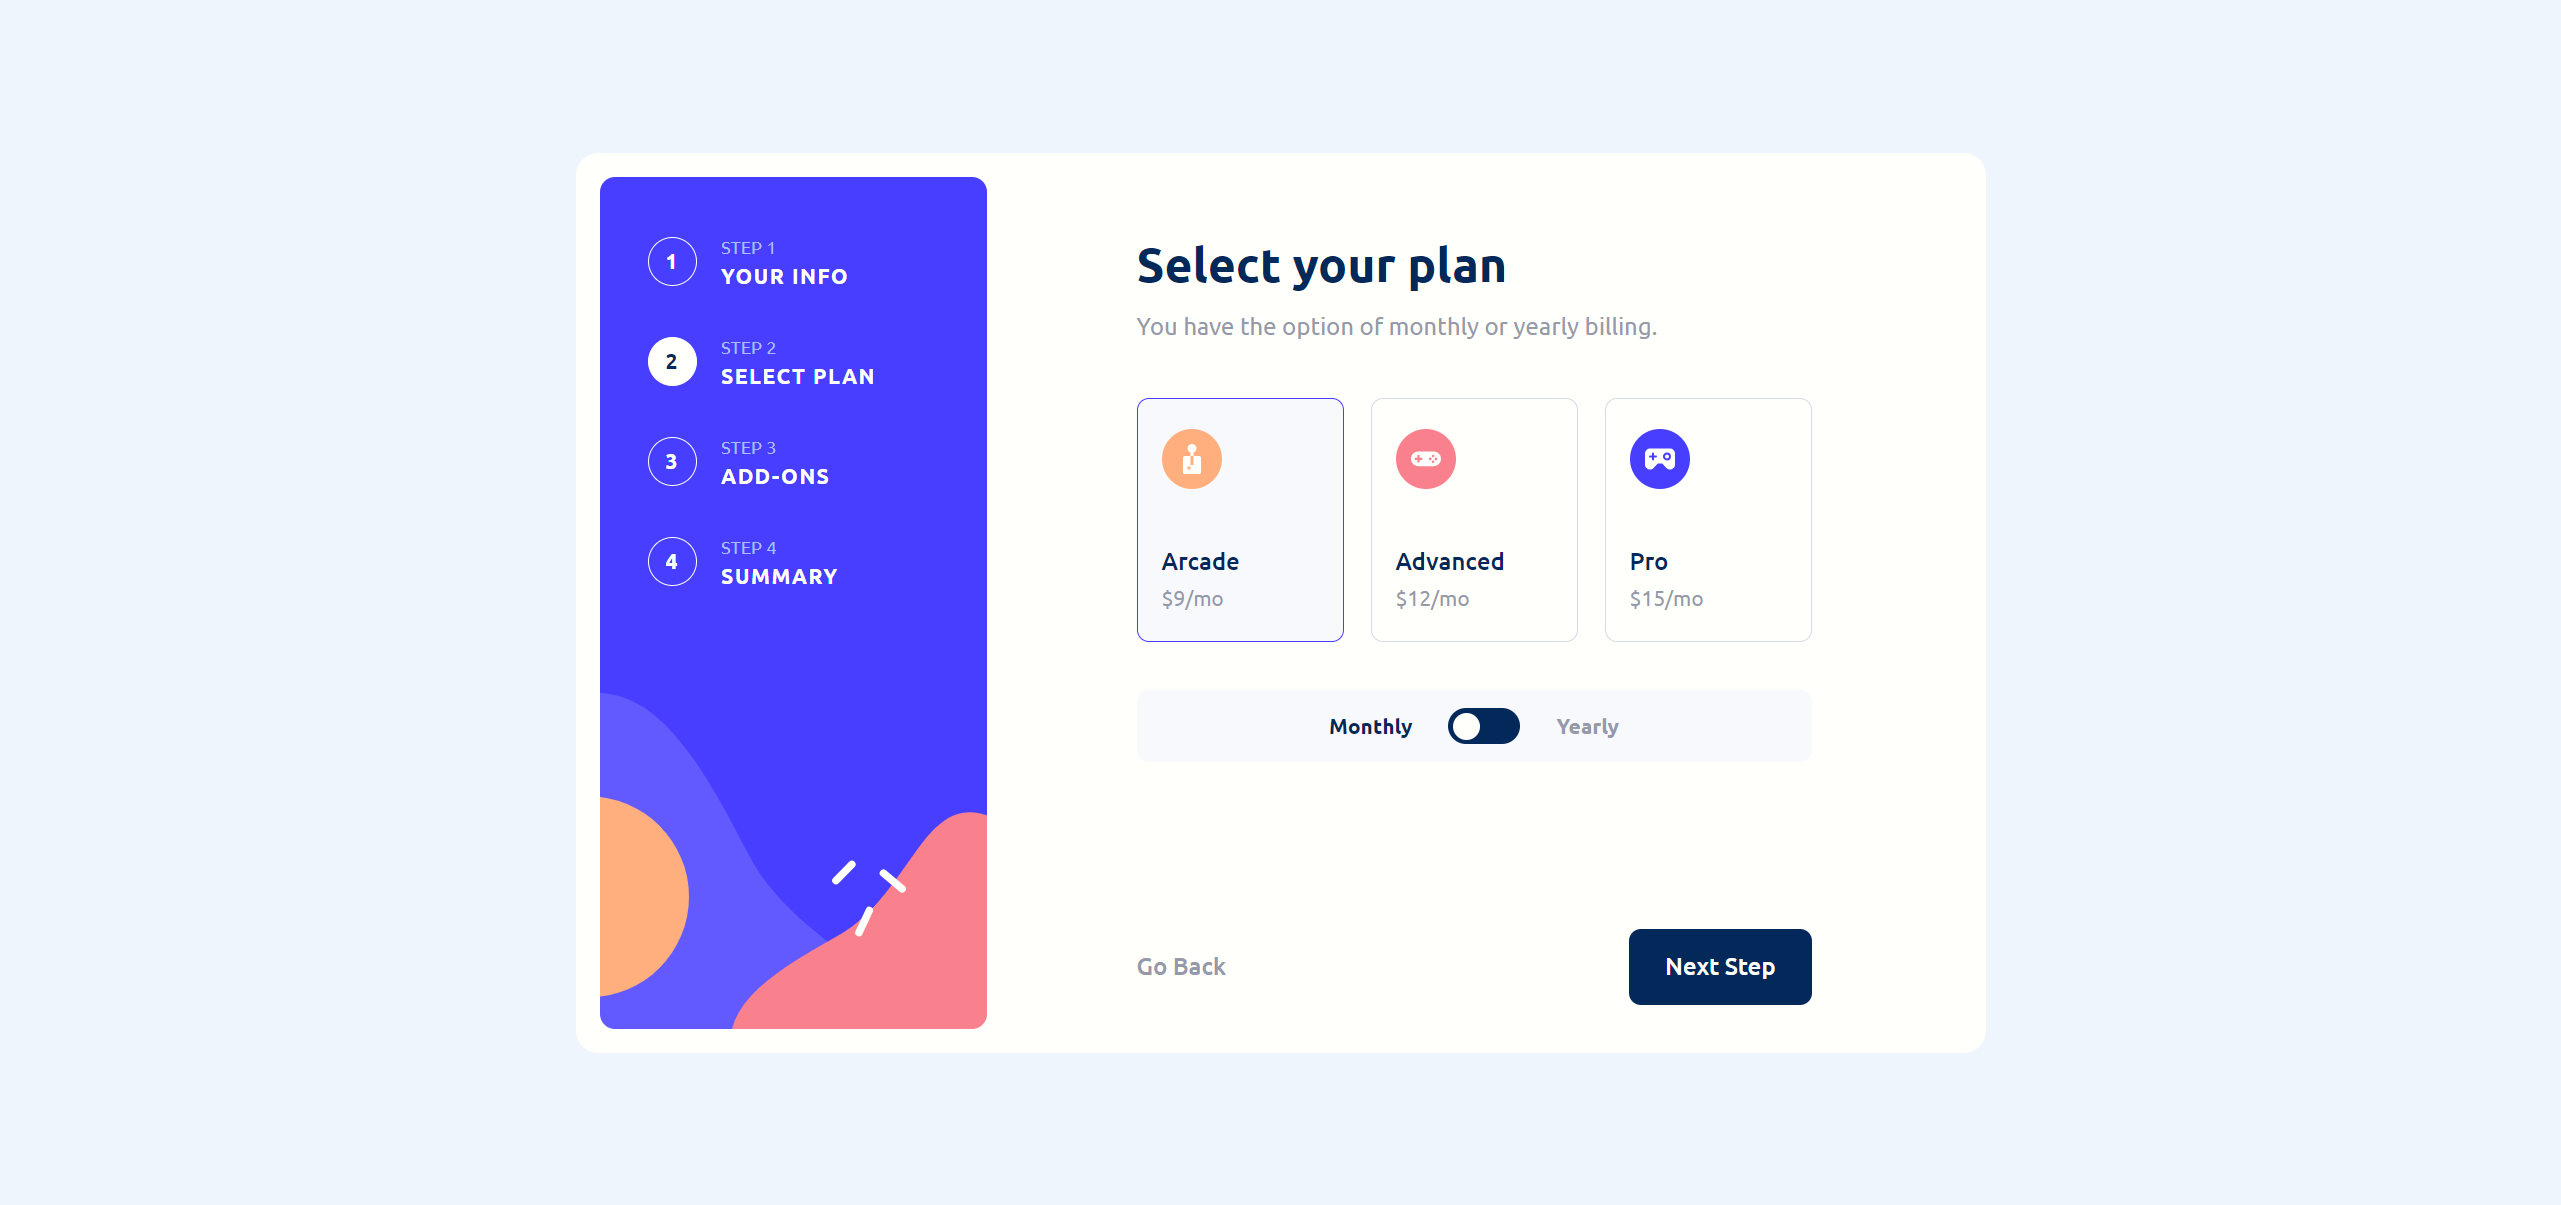 1
STEP 1
YOUR INFO
2
STEP 2
SELECT PLAN
3
STEP 3
ADD-ONS
4
STEP 4
SUMMARY
Select your plan
You have the option of monthly or yearly billing.
Arcade
$9/mo
Advanced
$12/mo
Pro
$15/mo
Monthly
Yearly
Go Back
Next Step